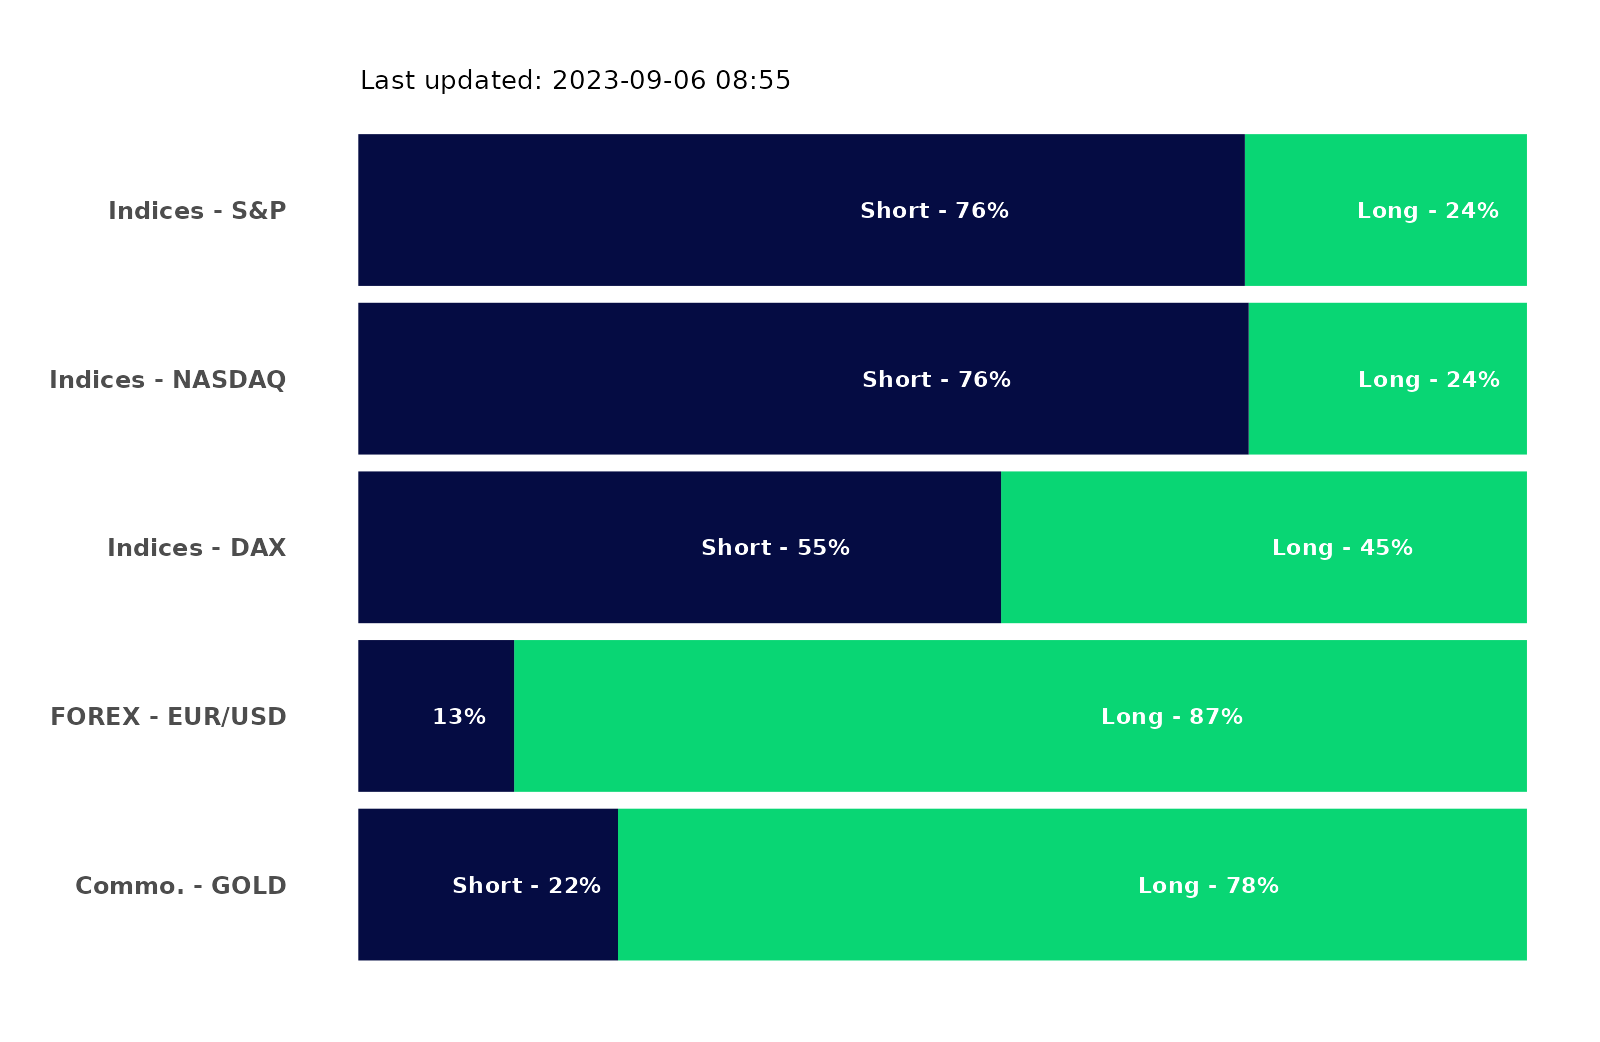 Last updated: 2023-09-06 08:55
Indices - S&P Short - 76% Long - 24%
Indices - NASDAQ Short - 76% Long - 24%
Indices - DAX Short - 55% Long - 45%
FOREX - EUR/USD 13% Long - 87%
Commo. - GOLD Short - 22% Long - 78%